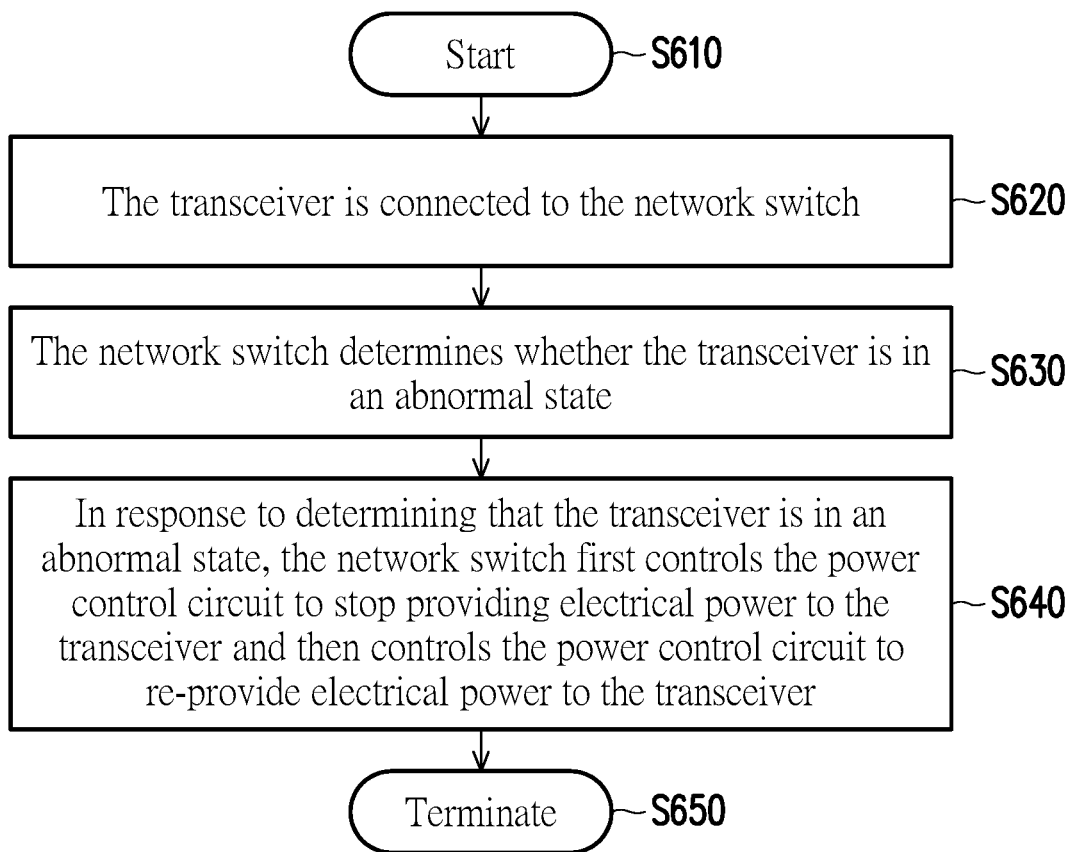 Start
S610
The transceiver is connected to the network switch
S620
The network switch determines whether the transceiver is in
an abnormal state
S630
In response to determining that the transceiver is in an
abnormal state, the network switch first controls the power
control circuit to stop providing electrical power to the
transceiver and then controls the power control circuit to
re-provide electrical power to the transceiver
S640
Terminate
S650